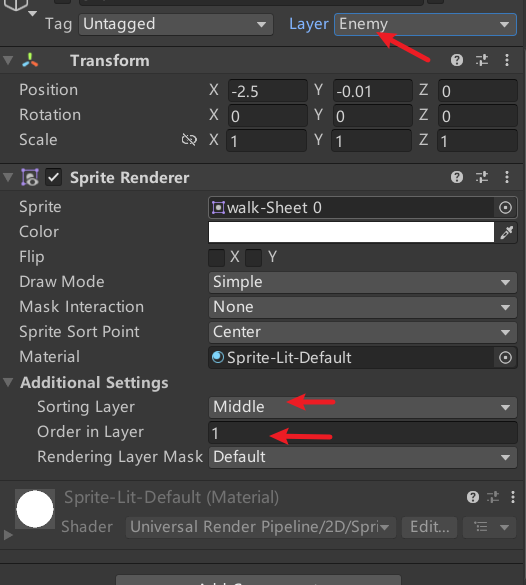 Tag Untagged Layer Enemy
Transform
Position X -2.5 Y -0.01 Z 0
Rotation X 0 Y 0 Z 0
Scale X 1 Y 1 Z 1
Sprite Renderer
Sprite walk-Sheet 0
Color
Flip X Y
Draw Mode Simple
Mask Interaction None
Sprite Sort Point Center
Material Sprite-Lit-Default
Additional Settings
Sorting Layer Middle
Order in Layer 1
Rendering Layer Mask Default
Sprite-Lit-Default (Material)
Shader Universal Render Pipeline/2D/Spri Edit...